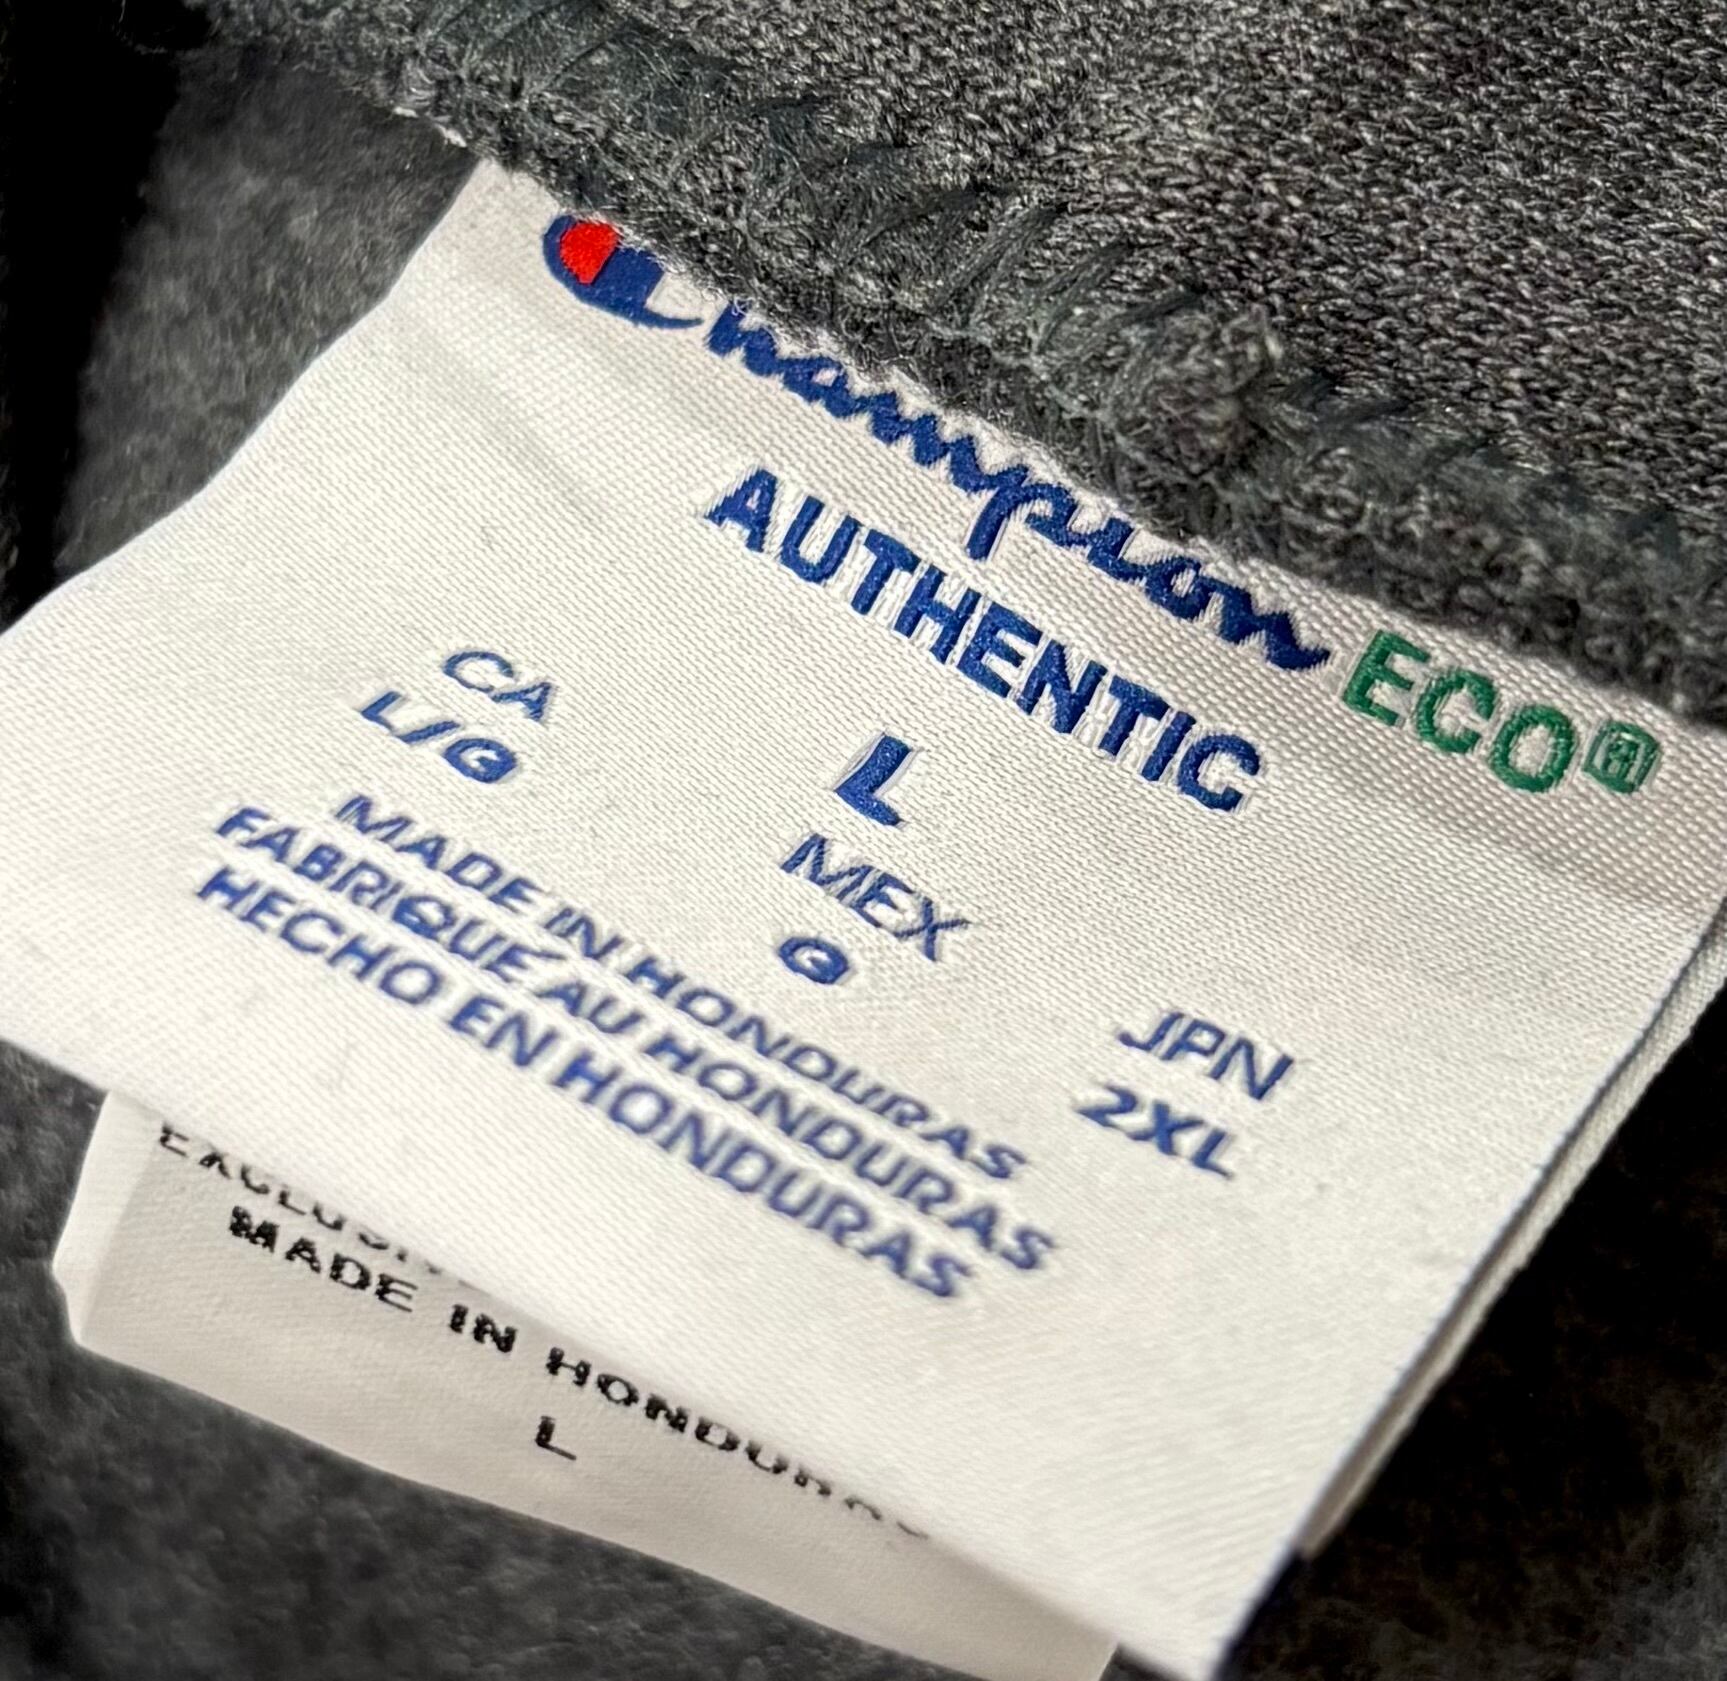 Champion ECO®
AUTHENTIC
L
CA MEX JPN
L/G G 2XL
MADE IN HONDURAS
FABRIQUÉ AU HONDURAS
HECHO EN HONDURAS
MADE IN HONDURAS
L